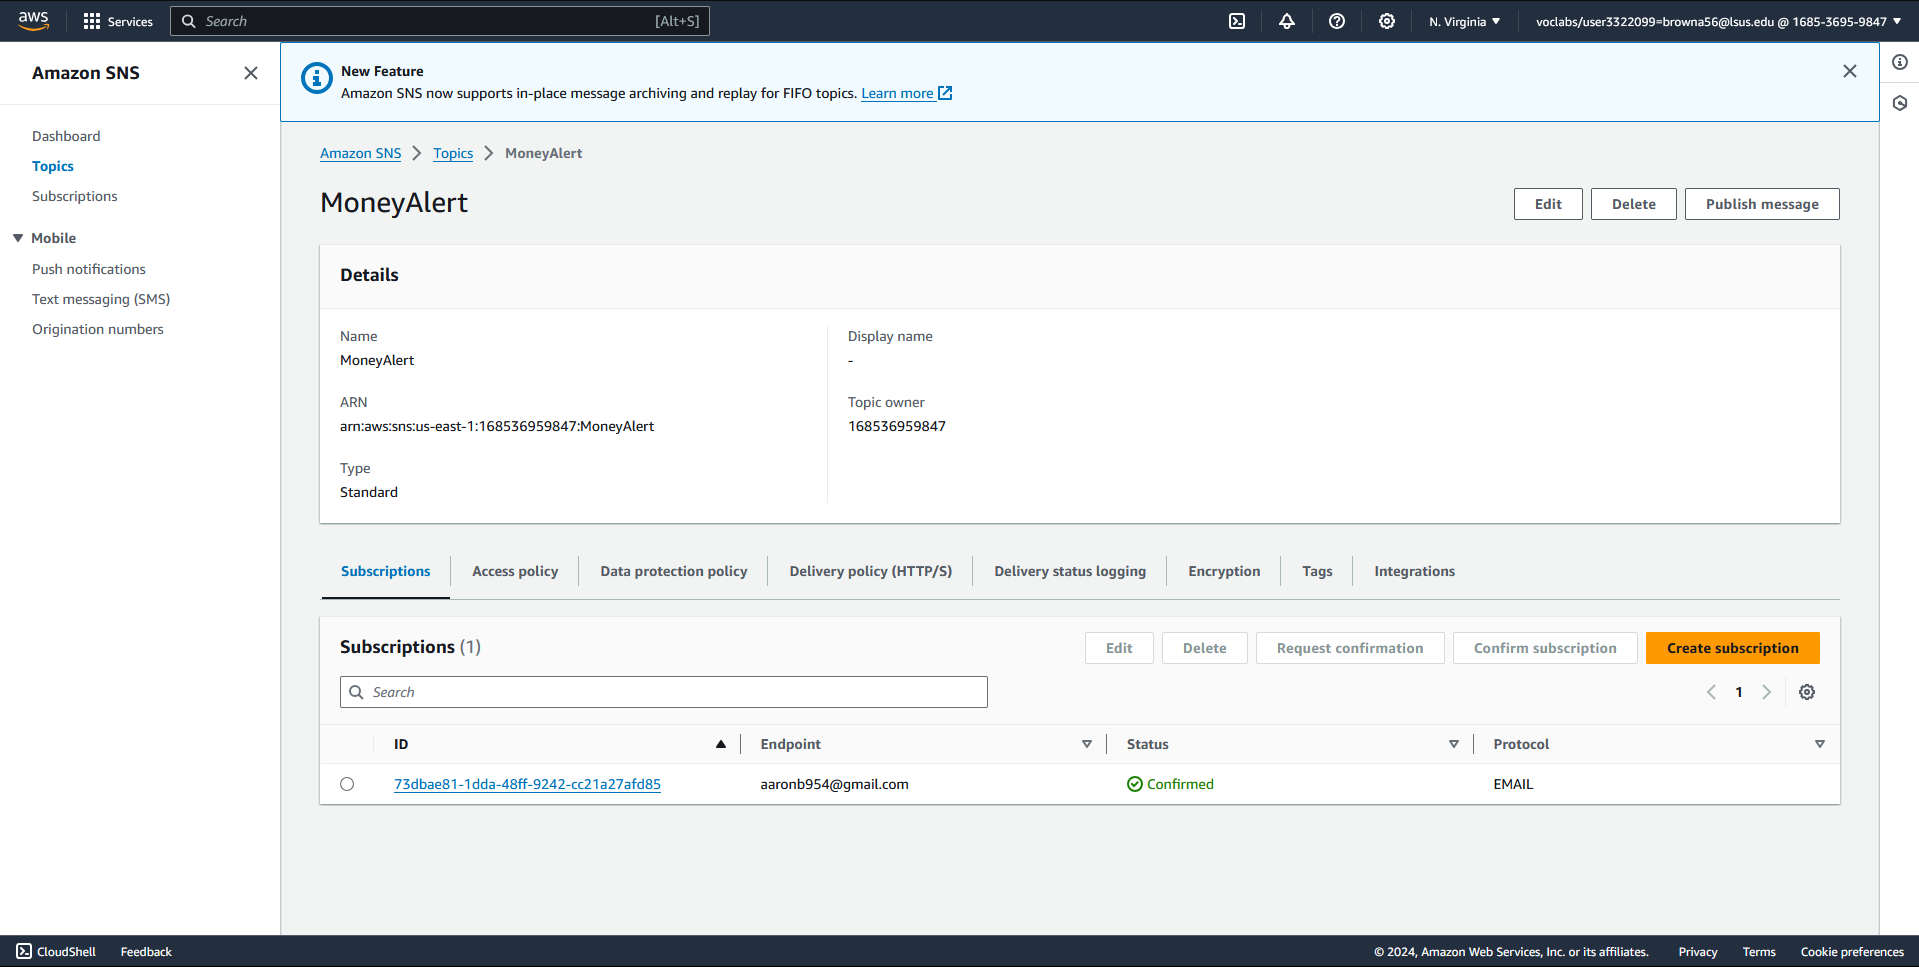 aws
Services
Search [Alt+S]
N. Virginia
voclabs/user3322099=browna56@lsus.edu @ 1685-3695-9847
Amazon SNS
Dashboard
Topics
Subscriptions
Mobile
Push notifications
Text messaging (SMS)
Origination numbers
New Feature
Amazon SNS now supports in-place message archiving and replay for FIFO topics. Learn more
Amazon SNS > Topics > MoneyAlert
MoneyAlert
Edit
Delete
Publish message
Details
Name
MoneyAlert
ARN
arn:aws:sns:us-east-1:168536959847:MoneyAlert
Type
Standard
Display name
-
Topic owner
168536959847
Subscriptions
Access policy
Data protection policy
Delivery policy (HTTP/S)
Delivery status logging
Encryption
Tags
Integrations
Subscriptions (1)
Edit
Delete
Request confirmation
Confirm subscription
Create subscription
Search
1
ID
Endpoint
Status
Protocol
73dbae81-1dda-48ff-9242-cc21a27afd85
aaronb954@gmail.com
Confirmed
EMAIL
CloudShell
Feedback
© 2024, Amazon Web Services, Inc. or its affiliates.
Privacy
Terms
Cookie preferences